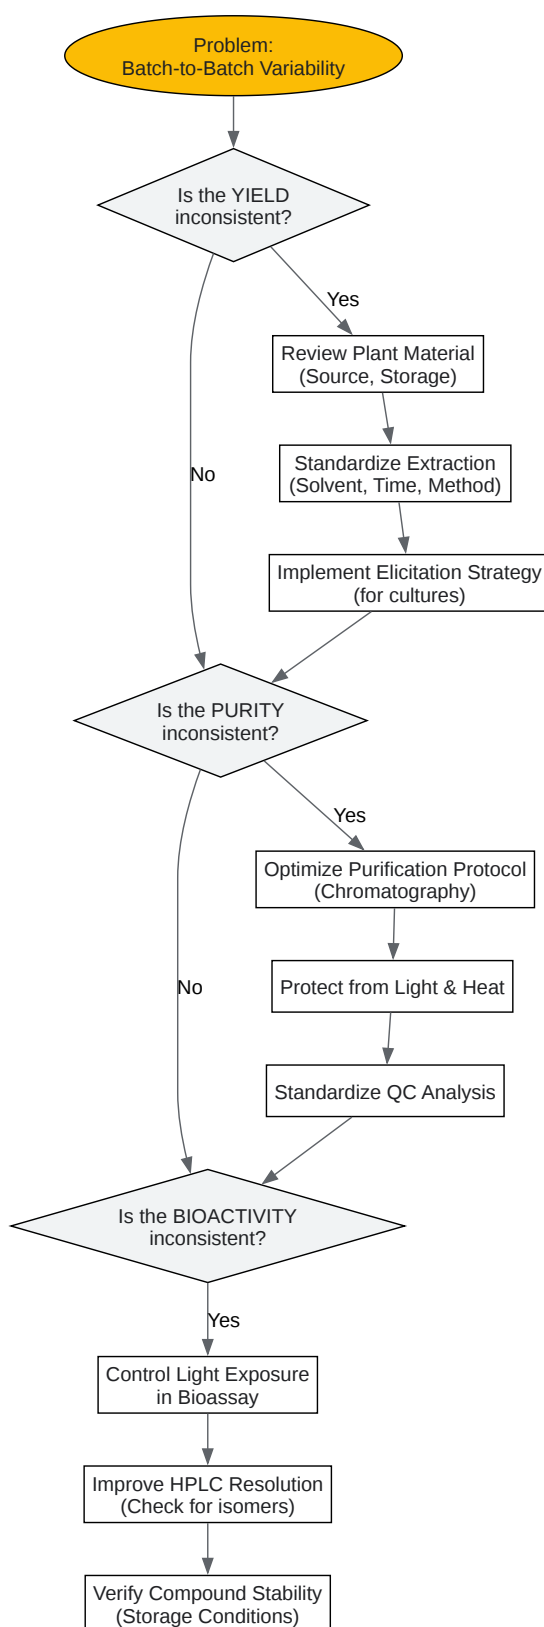 Problem:
Batch-to-Batch Variability
Is the YIELD
inconsistent?
Yes
Review Plant Material
(Source, Storage)
No
Standardize Extraction
(Solvent, Time, Method)
Implement Elicitation Strategy
(for cultures)
Is the PURITY
inconsistent?
Yes
Optimize Purification Protocol
(Chromatography)
No
Protect from Light & Heat
Standardize QC Analysis
Is the BIOACTIVITY
inconsistent?
Yes
Control Light Exposure
in Bioassay
Improve HPLC Resolution
(Check for isomers)
Verify Compound Stability
(Storage Conditions)